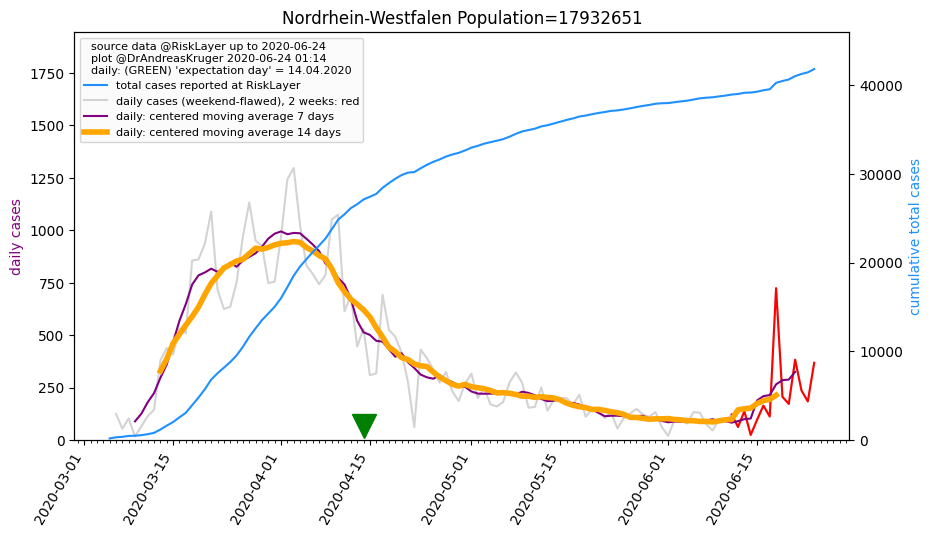 Nordrhein-Westfalen Population=17932651
source data @RiskLayer up to 2020-06-24
plot @DrAndreasKruger 2020-06-24 01:14
daily: (GREEN) 'expectation day' = 14.04.2020
total cases reported at RiskLayer
daily cases (weekend-flawed), 2 weeks: red
daily: centered moving average 7 days
daily: centered moving average 14 days
daily cases
1750
1500
1250
1000
750
500
250
0
40000
30000
20000
10000
0
cumulative total cases
2020-03-01
2020-03-15
2020-04-01
2020-04-15
2020-05-01
2020-05-15
2020-06-01
2020-06-15